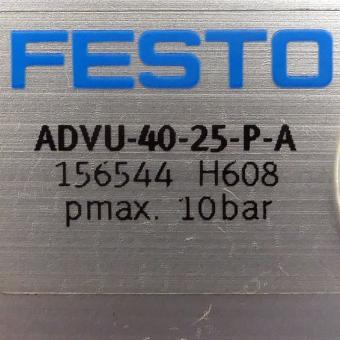 FESTO
ADVU-40-25-P-A
156544 H608
pmax. 10bar